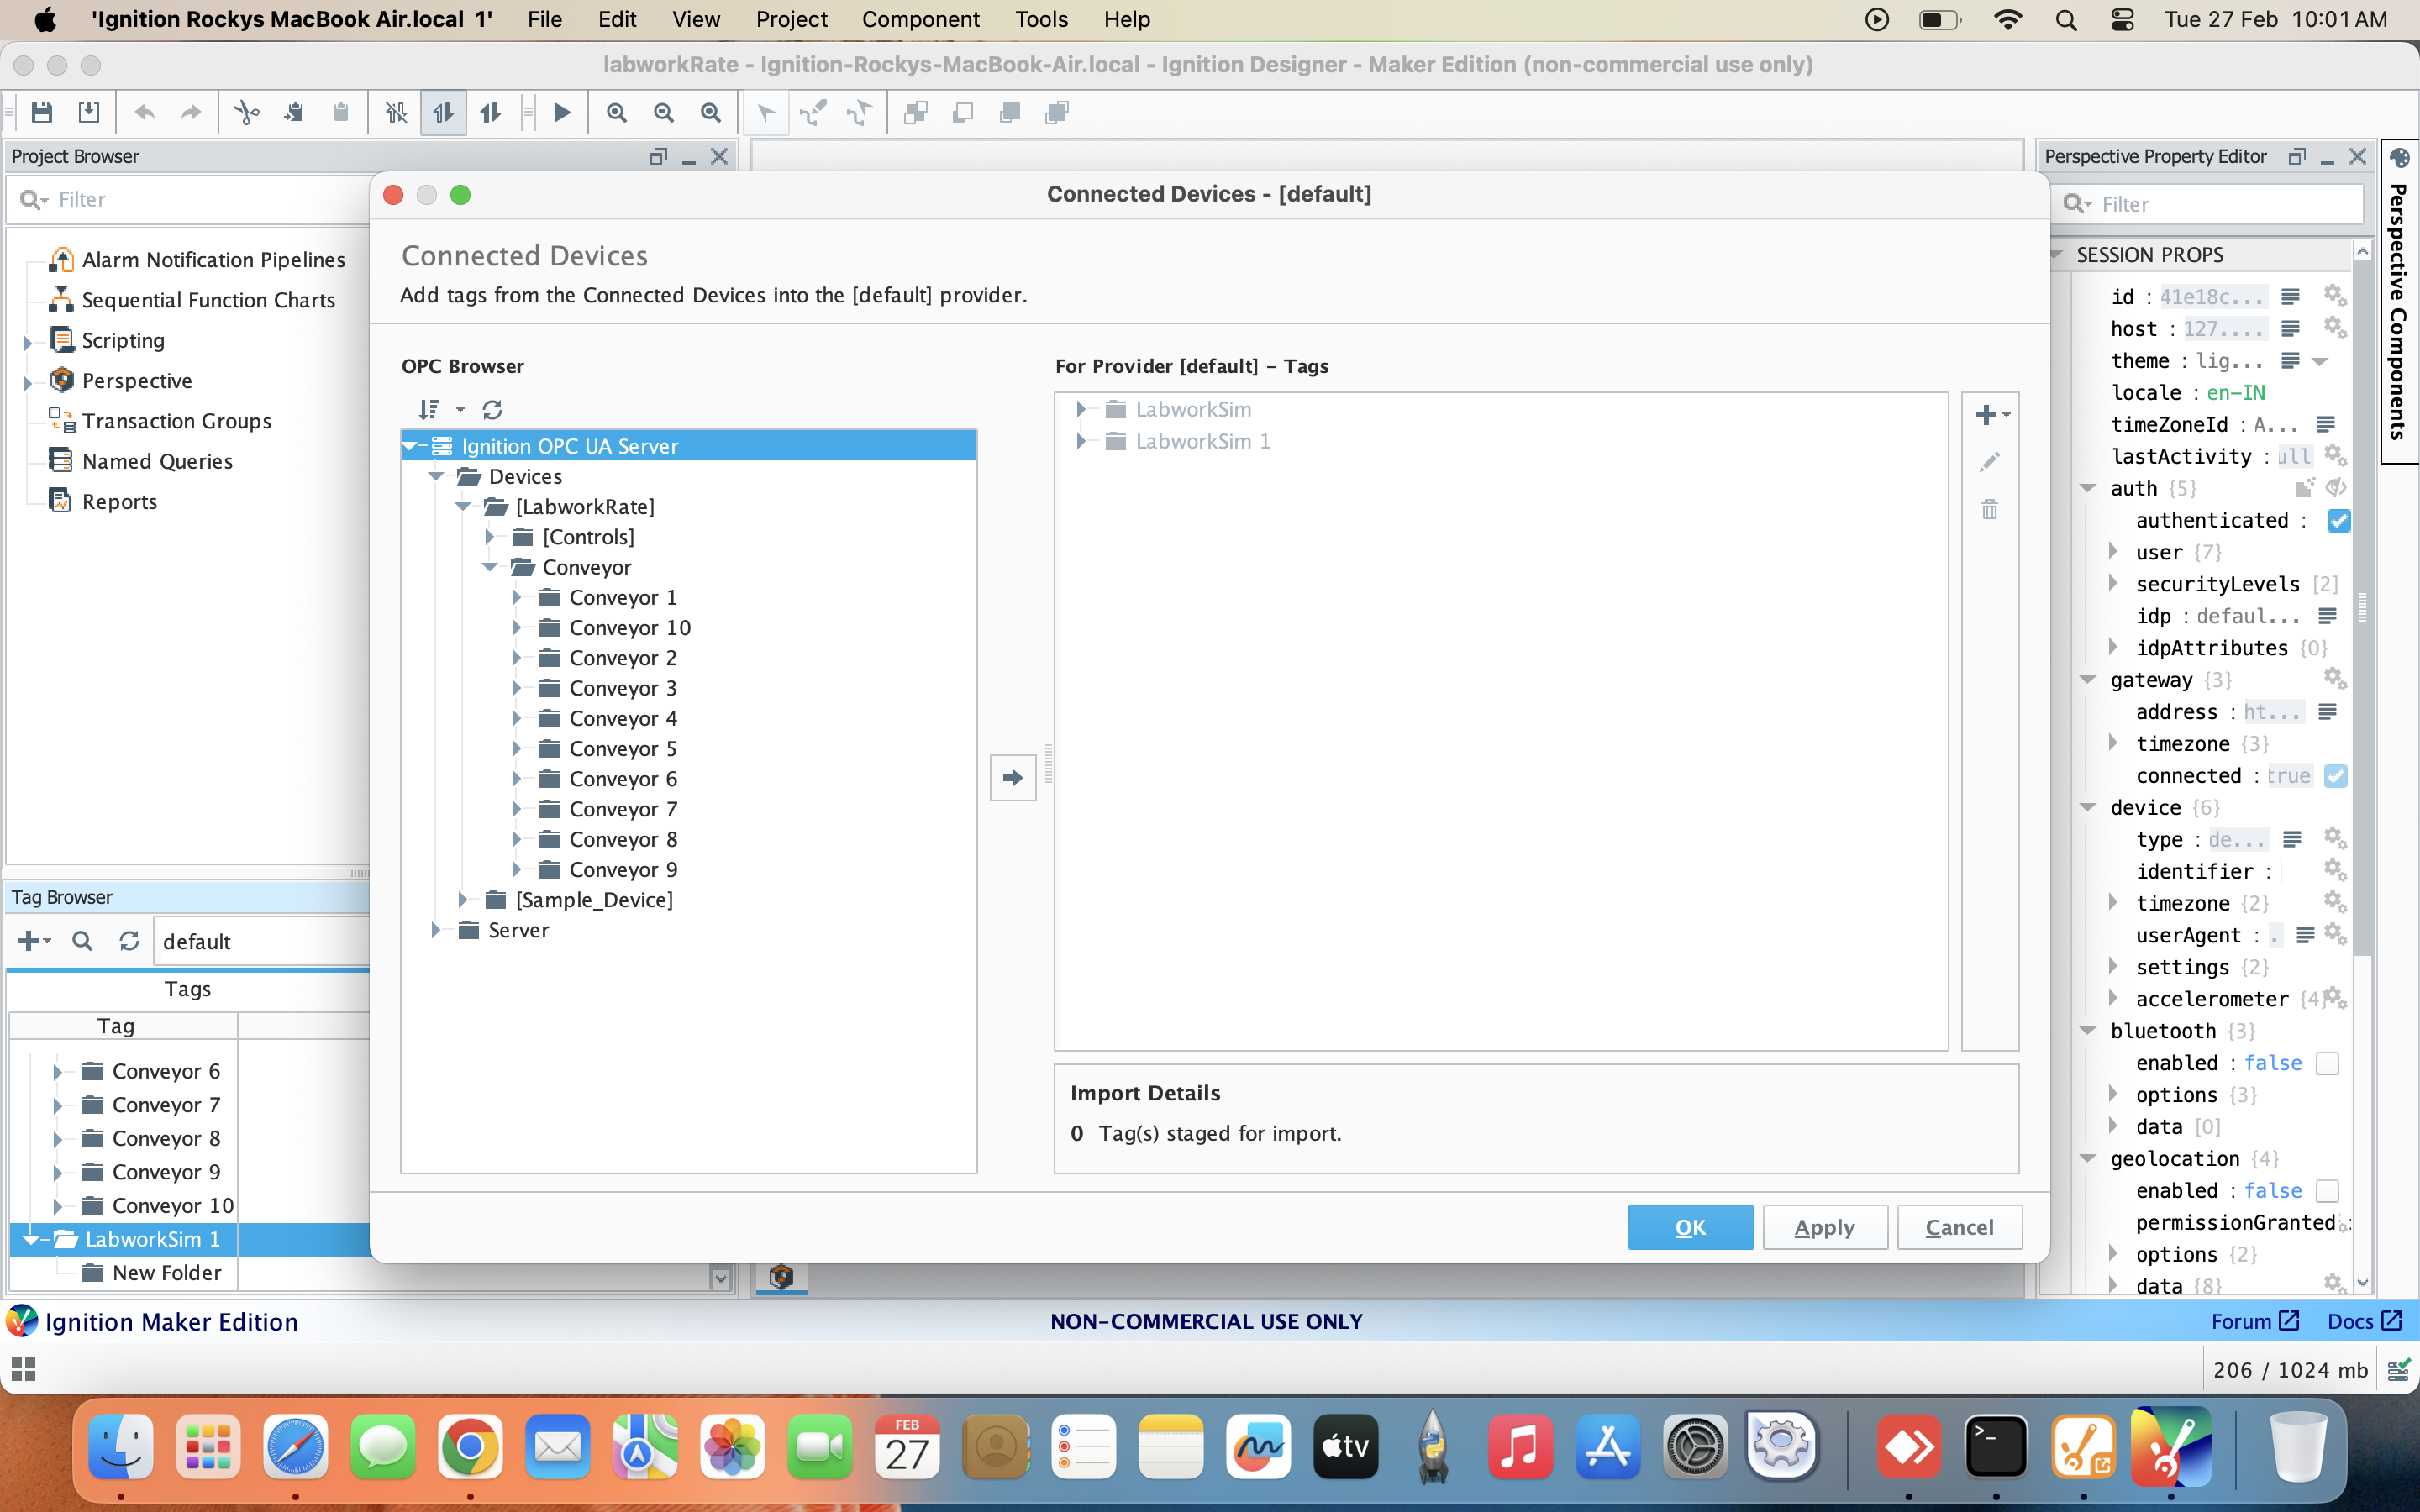 'Ignition Rockys MacBook Air.local 1' File Edit View Project Component Tools Help Tue 27 Feb 10:01 AM
labworkRate - Ignition-Rockys-MacBook-Air.local - Ignition Designer - Maker Edition (non-commercial use only)
Project Browser
Filter
Alarm Notification Pipelines
Sequential Function Charts
Scripting
Perspective
Transaction Groups
Named Queries
Reports
Tag Browser
default
Tags
Tag
Conveyor 6
Conveyor 7
Conveyor 8
Conveyor 9
Conveyor 10
LabworkSim 1
New Folder
Connected Devices - [default]
Connected Devices
Add tags from the Connected Devices into the [default] provider.
OPC Browser
Ignition OPC UA Server
Devices
[LabworkRate]
[Controls]
Conveyor
Conveyor 1
Conveyor 10
Conveyor 2
Conveyor 3
Conveyor 4
Conveyor 5
Conveyor 6
Conveyor 7
Conveyor 8
Conveyor 9
[Sample_Device]
Server
For Provider [default] - Tags
LabworkSim
LabworkSim 1
Import Details
0 Tag(s) staged for import.
OK Apply Cancel
Perspective Property Editor
Filter
SESSION PROPS
id : 41e18c...
host : 127....
theme : lig...
locale : en-IN
timeZoneId : A...
lastActivity : ull
auth {5}
authenticated :
user {7}
securityLevels [2]
idp : defaul...
idpAttributes {0}
gateway {3}
address : ht...
timezone {3}
connected : true
device {6}
type : de...
identifier :
timezone {2}
userAgent : .
settings {2}
accelerometer {4}
bluetooth {3}
enabled : false
options {3}
data [0]
geolocation {4}
enabled : false
permissionGranted :
options {2}
data {8}
Perspective Components
Ignition Maker Edition NON-COMMERCIAL USE ONLY Forum Docs
206 / 1024 mb
FEB
27
tv